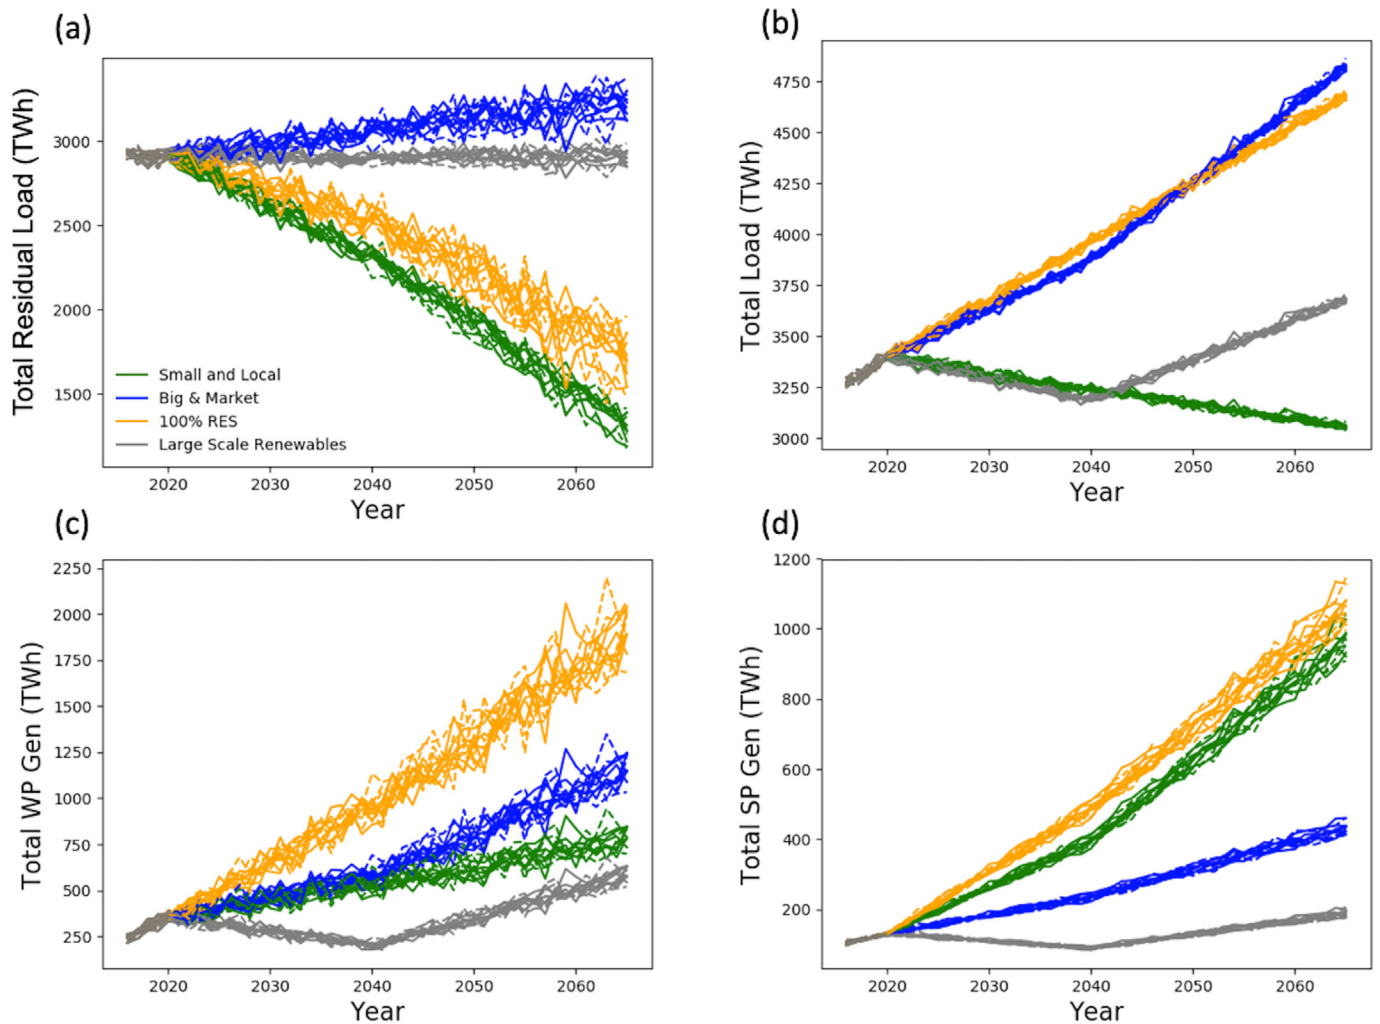 (a)
Total Residual Load (TWh)
3000
2500
2000
1500
Small and Local
Big & Market
100% RES
Large Scale Renewables
2020 2030 2040 2050 2060
Year
(b)
Total Load (TWh)
4750
4500
4250
4000
3750
3500
3250
3000
2020 2030 2040 2050 2060
Year
(c)
Total WP Gen (TWh)
2250
2000
1750
1500
1250
1000
750
500
250
2020 2030 2040 2050 2060
Year
(d)
Total SP Gen (TWh)
1200
1000
800
600
400
200
2020 2030 2040 2050 2060
Year